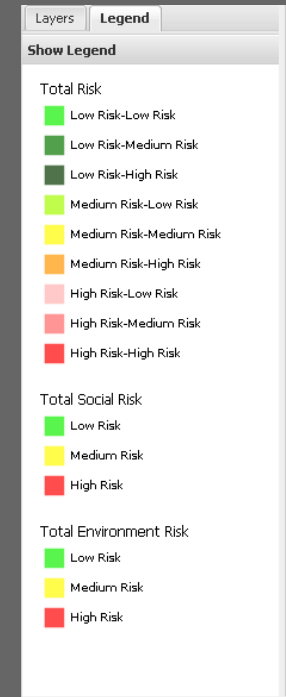 Layers Legend
Show Legend
Total Risk
Low Risk-Low Risk
Low Risk-Medium Risk
Low Risk-High Risk
Medium Risk-Low Risk
Medium Risk-Medium Risk
Medium Risk-High Risk
High Risk-Low Risk
High Risk-Medium Risk
High Risk-High Risk
Total Social Risk
Low Risk
Medium Risk
High Risk
Total Environment Risk
Low Risk
Medium Risk
High Risk